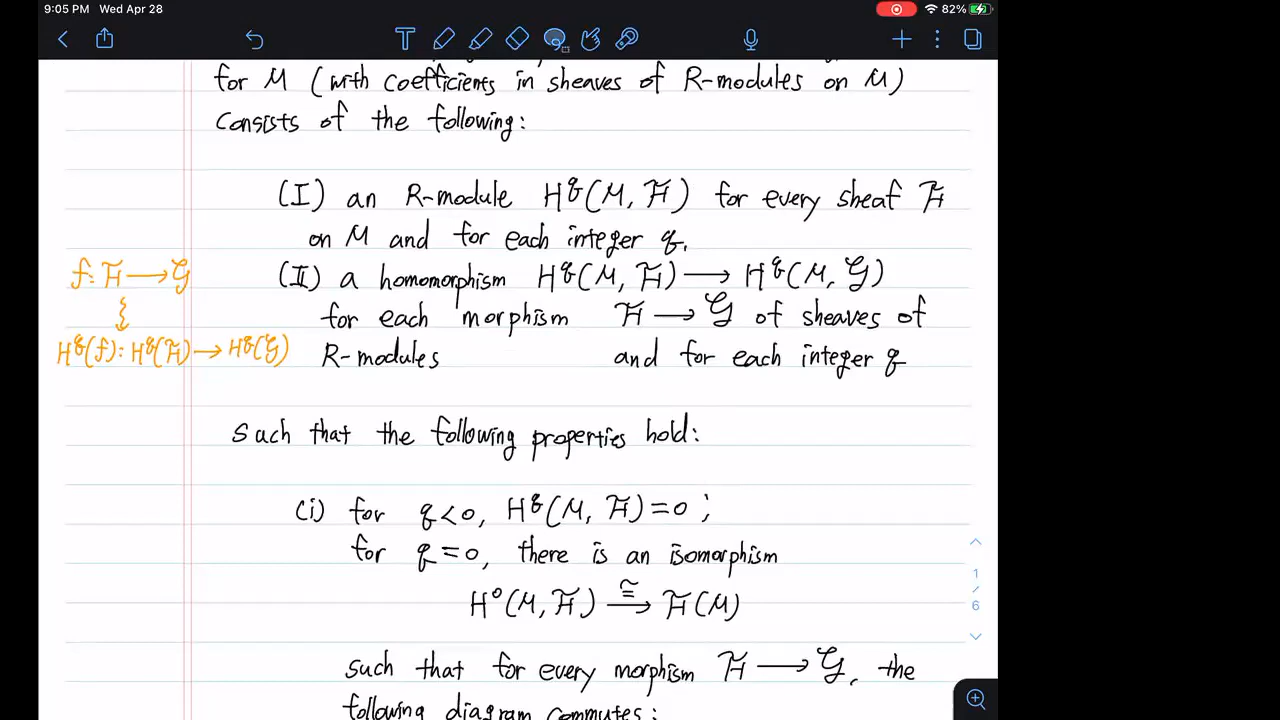 9:05 PM Wed Apr 28
82%
for M (with coefficients in sheaves of R-modules on M)
consists of the following:
(I) an R-module H^q(M, F) for every sheaf F
on M and for each integer q.
f: F → G
(II) a homomorphism H^q(M, F) → H^q(M, G)
for each morphism F → G of sheaves of
H^q(f): H^q(F) → H^q(G)
R-modules and for each integer q
such that the following properties hold:
(i) for q<0, H^q(M, F)=0;
for q=0, there is an isomorphism
H^0(M, F) ≅→ F(M)
1
/
6
such that for every morphism F → G, the
following diagram commutes: